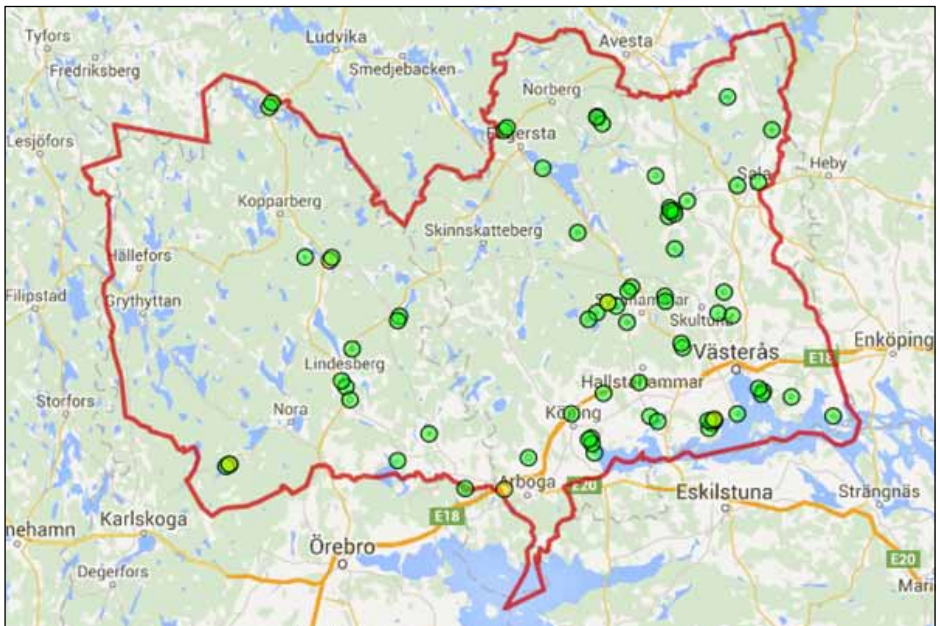 Tyfors
Ludvika
Avesta
Fredriksberg
Smedjebacken
Norberg
Lesjöfors
Fagersta
Heby
Sala
Kopparberg
Skinnskatteberg
Hällefors
Filipstad
Grythyttan
Surahammar
Skultuna
Enköping
Västerås
E18
Lindesberg
Hallstahammar
Storfors
Nora
Köping
Arboga
E20
Eskilstuna
Strängnäs
E18
nehamn
Karlskoga
Örebro
E20
Degerfors
Mari